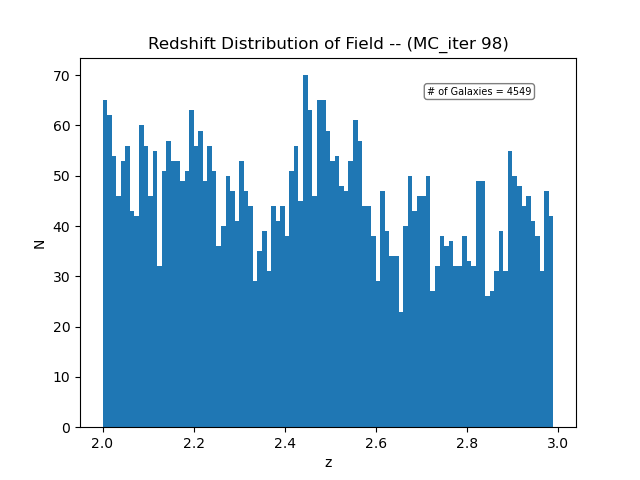 Redshift Distribution of Field -- (MC_iter 98)
# of Galaxies = 4549
70
60
50
40
30
20
10
0
N
2.0 2.2 2.4 2.6 2.8 3.0
z